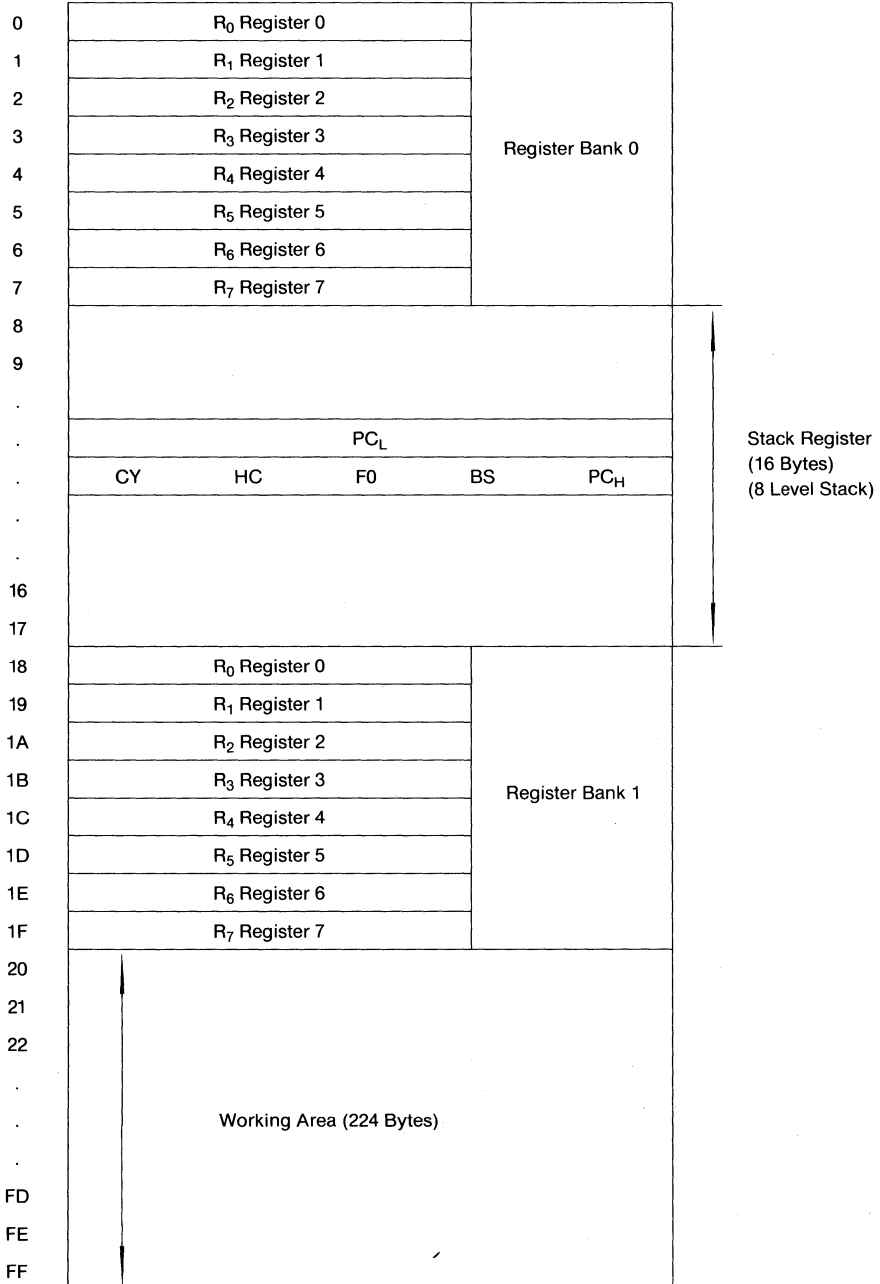 0 R₀ Register 0
1 R₁ Register 1
2 R₂ Register 2
3 R₃ Register 3
Register Bank 0
4 R₄ Register 4
5 R₅ Register 5
6 R₆ Register 6
7 R₇ Register 7
8
9
.
. PC_L
Stack Register
(16 Bytes)
(8 Level Stack)
. CY HC F0 BS PC_H
.
.
16
17
18 R₀ Register 0
19 R₁ Register 1
1A R₂ Register 2
1B R₃ Register 3
Register Bank 1
1C R₄ Register 4
1D R₅ Register 5
1E R₆ Register 6
1F R₇ Register 7
20
21
22
.
. Working Area (224 Bytes)
.
FD
FE
FF